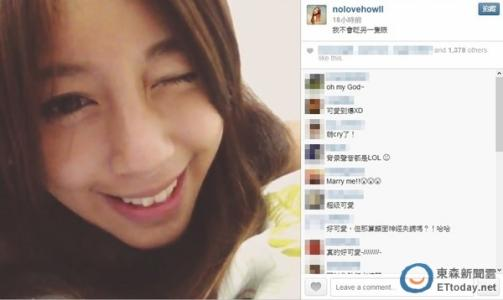 nolovehowll
追蹤
18小時前
我不會眨另一隻眼
and 1,378 others
like this.
oh my God~
可愛到爆XD
萌cry了!
背景聲音都是LOL
Marry me!!
超級可愛
好可愛,但那算顏面神經失調嗎?!哈哈
真的好可愛~////////~
Leave a comment...
東森新聞雲
ETtoday.net